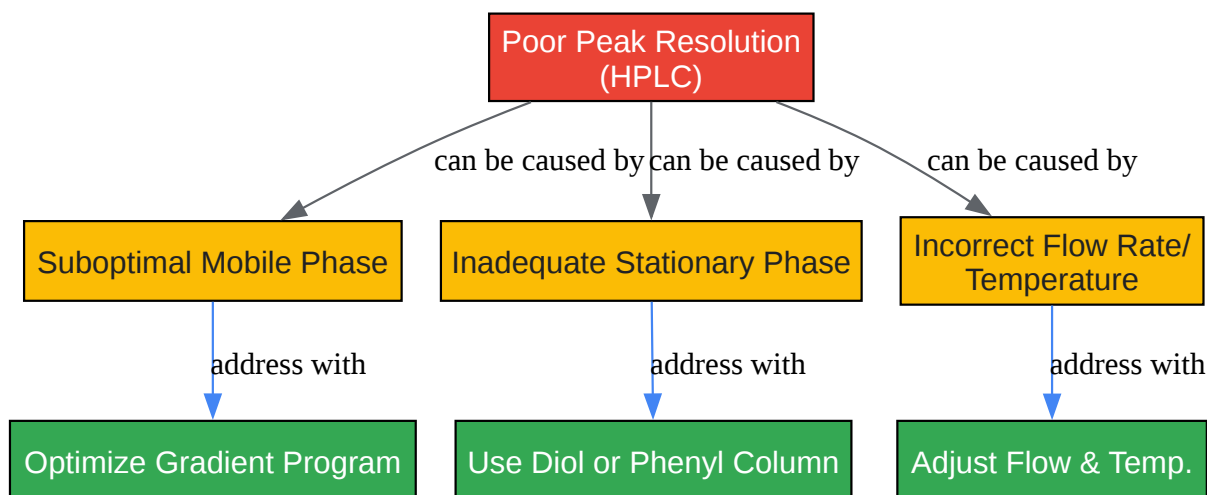 Poor Peak Resolution
(HPLC)
can be caused by
can be caused by
can be caused by
Suboptimal Mobile Phase
Inadequate Stationary Phase
Incorrect Flow Rate/
Temperature
address with
address with
address with
Optimize Gradient Program
Use Diol or Phenyl Column
Adjust Flow & Temp.